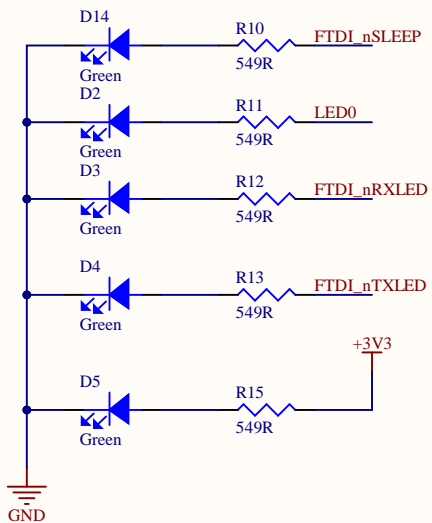 D14
R10
FTDI_nSLEEP
549R
Green
D2
R11
LED0
549R
Green
D3
R12
FTDI_nRXLED
549R
Green
D4
R13
FTDI_nTXLED
549R
Green
+3V3
D5
R15
549R
Green
GND